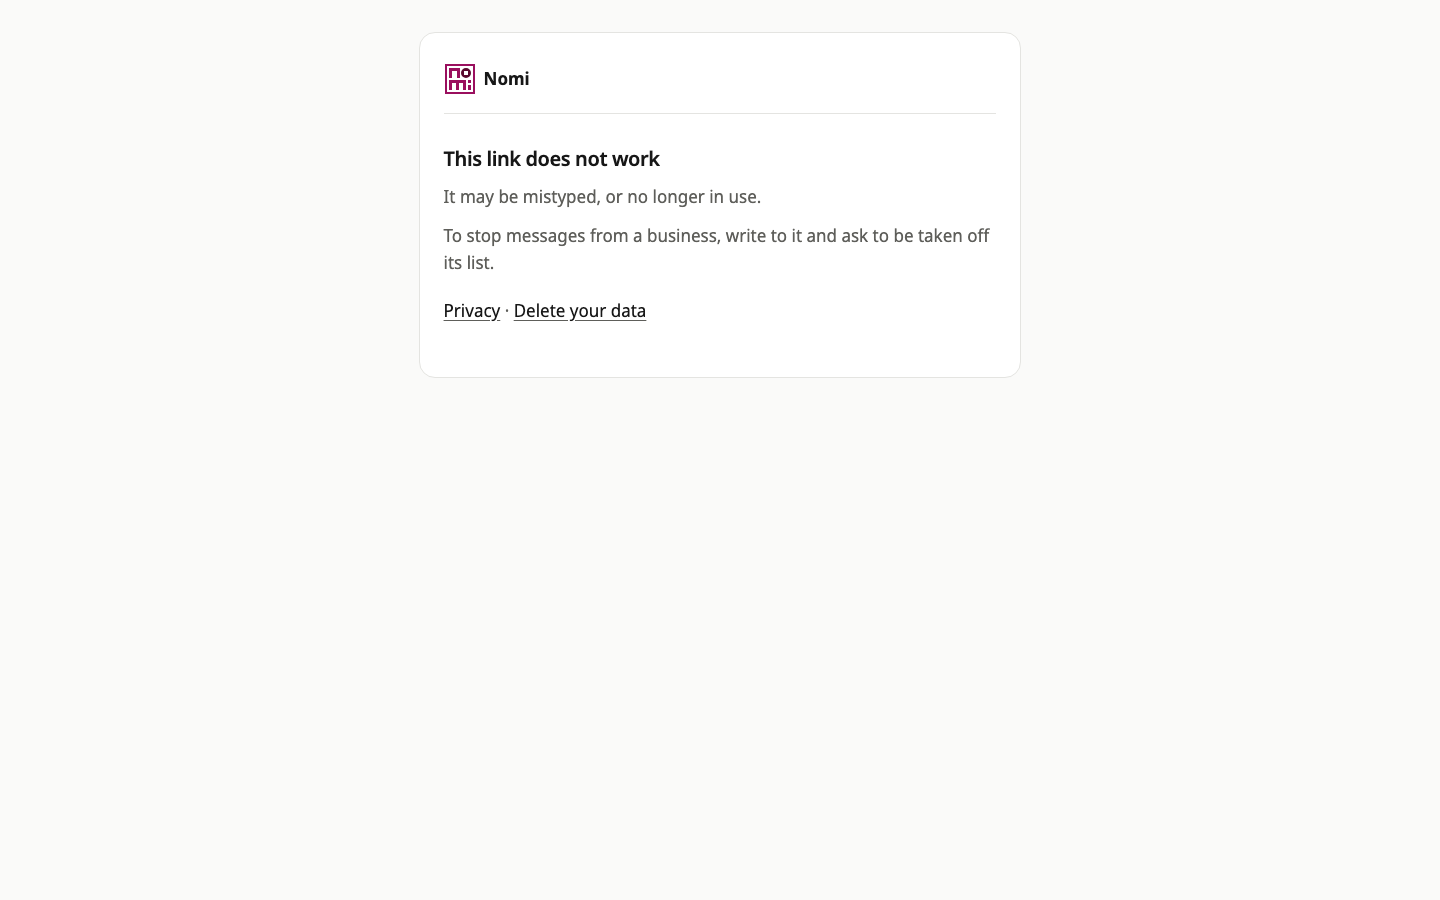 nomi Nomi
This link does not work
It may be mistyped, or no longer in use.
To stop messages from a business, write to it and ask to be taken off
its list.
Privacy · Delete your data